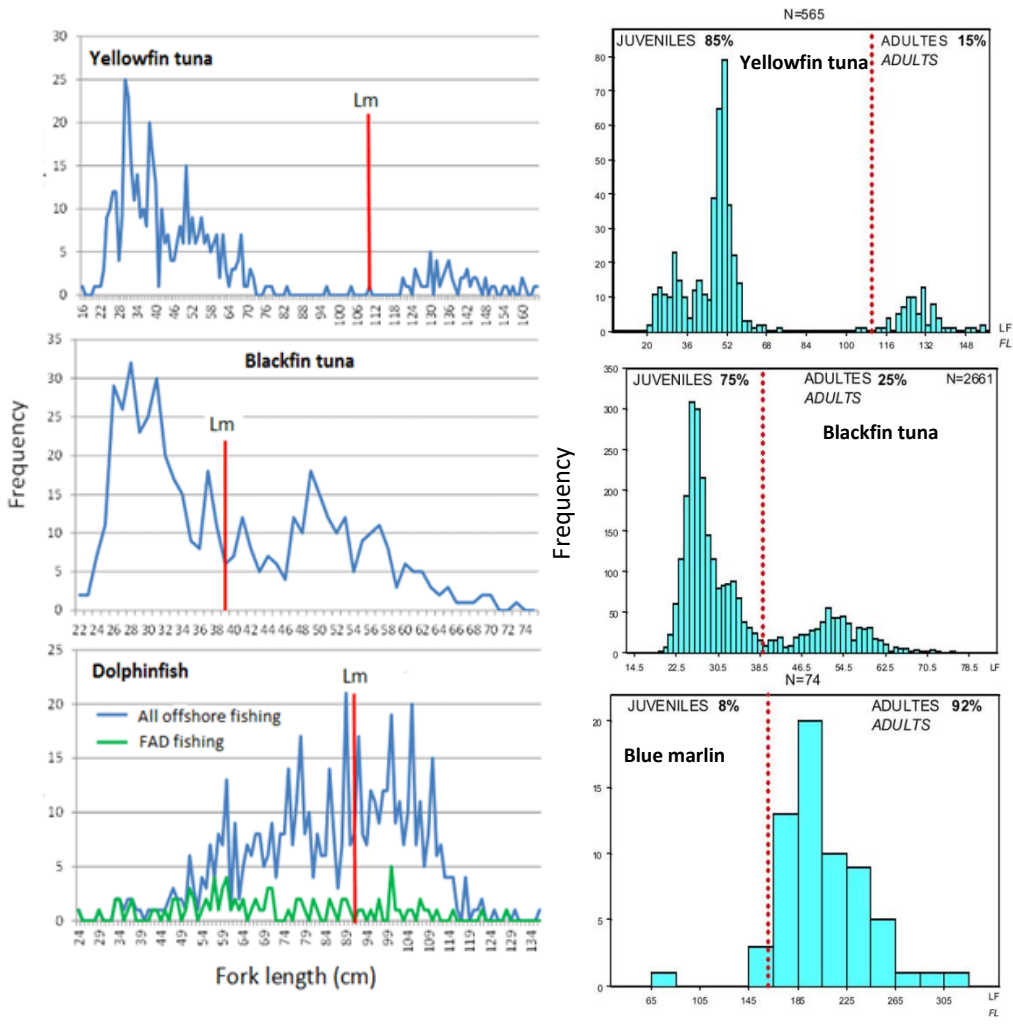 Yellowfin tuna
Lm
30
25
20
15
10
5
0
16 22 28 34 40 46 52 58 64 70 76 82 88 94 100 106 112 118 124 130 136 142 148 154 160
Frequency
Blackfin tuna
Lm
35
30
25
20
15
10
5
0
22 24 26 28 30 32 34 36 38 40 42 44 46 48 50 52 54 56 58 60 62 64 66 68 70 72 74
Dolphinfish
Lm
All offshore fishing
FAD fishing
25
20
15
10
5
0
24 29 34 39 44 49 54 59 64 69 74 79 84 89 94 99 104 109 114 119 124 129 134
Fork length (cm)
N=565
JUVENILES 85%
ADULTES 15%
ADULTS
Yellowfin tuna
80
70
60
50
40
30
20
10
0
20 36 52 68 84 100 116 132 148
LF
FL
Frequency
JUVENILES 75%
ADULTES 25%
ADULTS
N=2661
Blackfin tuna
350
300
250
200
150
100
50
0
14.5 22.5 30.5 38.5 46.5 54.5 62.5 70.5 78.5
LF
N=74
JUVENILES 8%
ADULTES 92%
ADULTS
Blue marlin
20
15
10
5
0
65 105 145 185 225 265 305
LF
FL